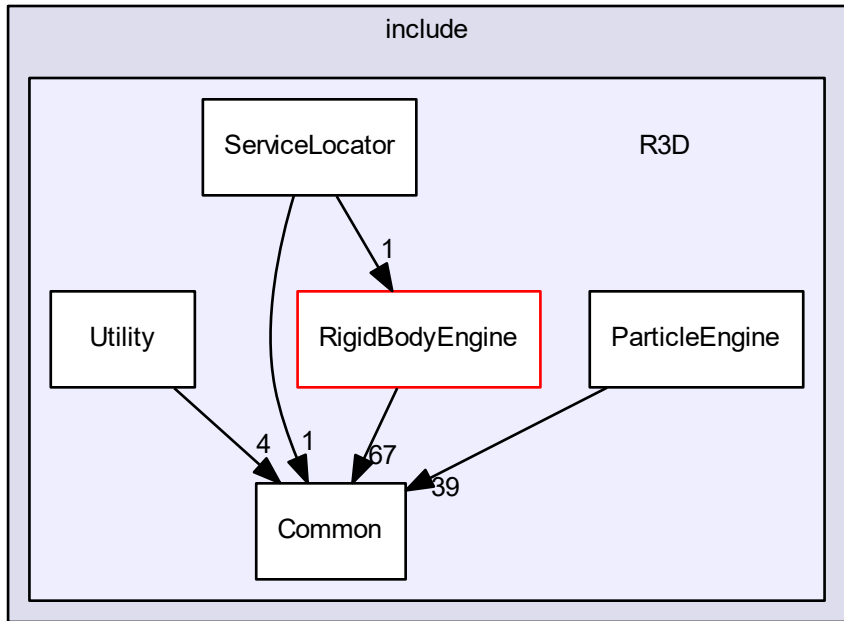 include
ServiceLocator
R3D
1
Utility
RigidBodyEngine
ParticleEngine
4
1
67
39
Common